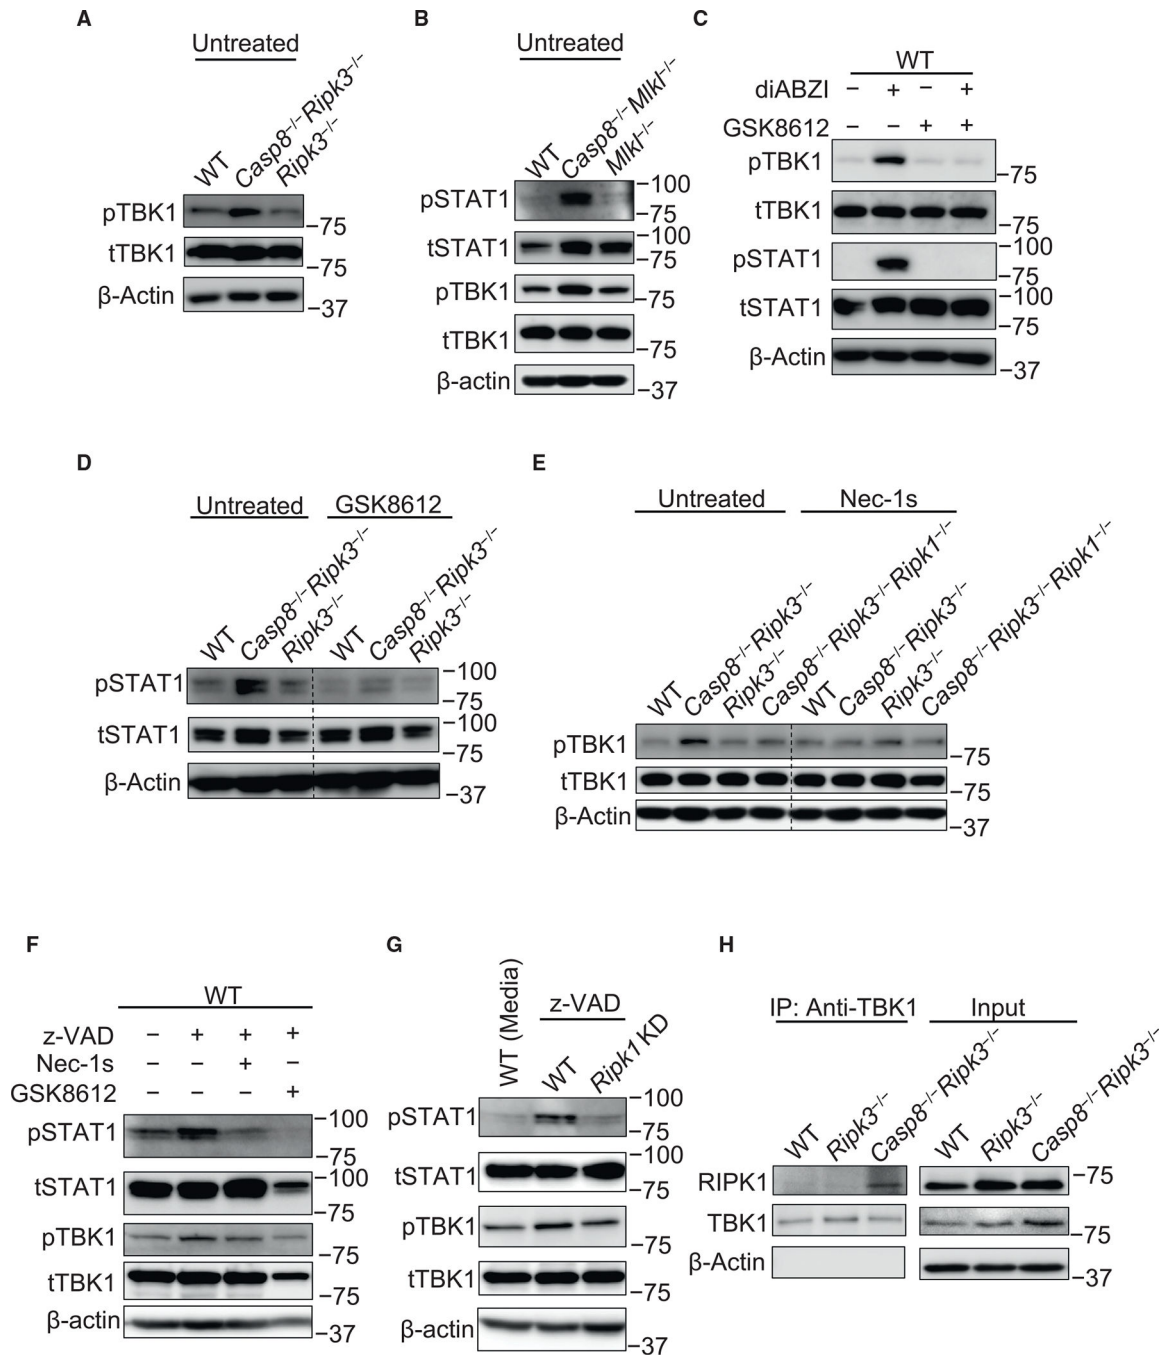 A
Untreated
WT
Casp8–/–Ripk3–/–
Ripk3–/–
pTBK1
–75
tTBK1
–75
β-Actin
–37
B
Untreated
WT
Casp8–/–Mlkl–/–
Mlkl–/–
pSTAT1
–100
–75
tSTAT1
–100
–75
pTBK1
–75
tTBK1
–75
β-actin
–37
C
WT
diABZI – + – +
GSK8612 – – + +
pTBK1
–75
tTBK1
–75
pSTAT1
–100
–75
tSTAT1
–100
–75
β-Actin
–37
D
Untreated GSK8612
WT
Casp8–/–Ripk3–/–
Ripk3–/–
WT
Casp8–/–Ripk3–/–
Ripk3–/–
pSTAT1
–100
–75
tSTAT1
–100
–75
β-Actin
–37
E
Untreated Nec-1s
WT
Casp8–/–Ripk3–/–
Ripk3–/–
Casp8–/–Ripk3–/–Ripk1–/–
WT
Casp8–/–Ripk3–/–
Ripk3–/–
Casp8–/–Ripk3–/–Ripk1–/–
pTBK1
–75
tTBK1
–75
β-Actin
–37
F
WT
z-VAD – + + +
Nec-1s – – + –
GSK8612 – – – +
pSTAT1
–100
–75
tSTAT1
–100
–75
pTBK1
–75
tTBK1
–75
β-actin
–37
G
WT (Media)
z-VAD
WT
Ripk1 KD
pSTAT1
–100
–75
tSTAT1
–100
–75
pTBK1
–75
tTBK1
–75
β-actin
–37
H
IP: Anti-TBK1 Input
WT
Ripk3–/–
Casp8–/–Ripk3–/–
WT
Ripk3–/–
Casp8–/–Ripk3–/–
RIPK1
–75
TBK1
–75
β-Actin
–37